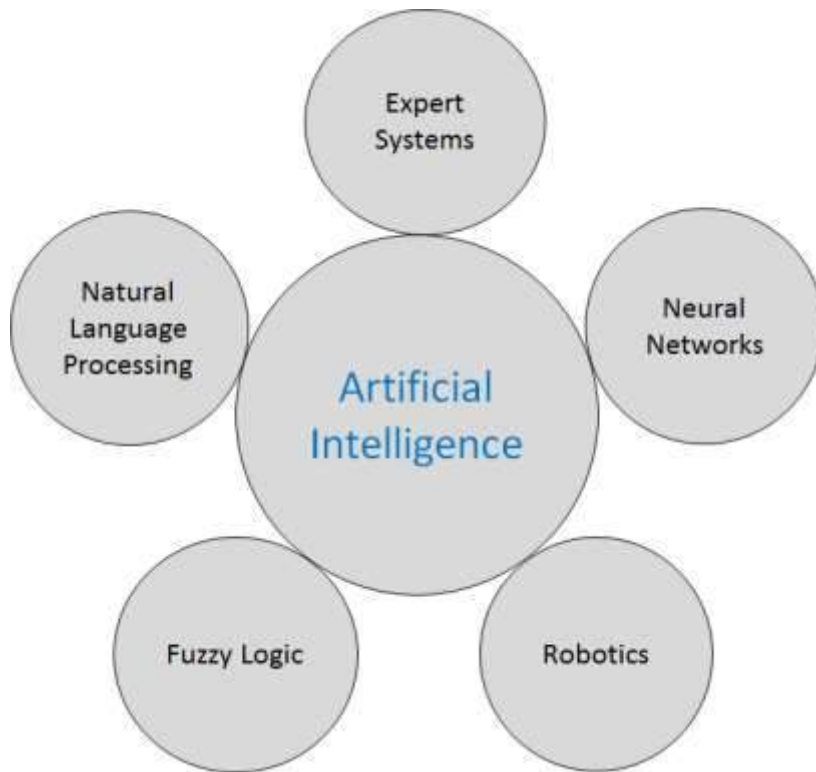 Expert
Systems
Natural
Language
Processing
Neural
Networks
Artificial
Intelligence
Fuzzy Logic
Robotics